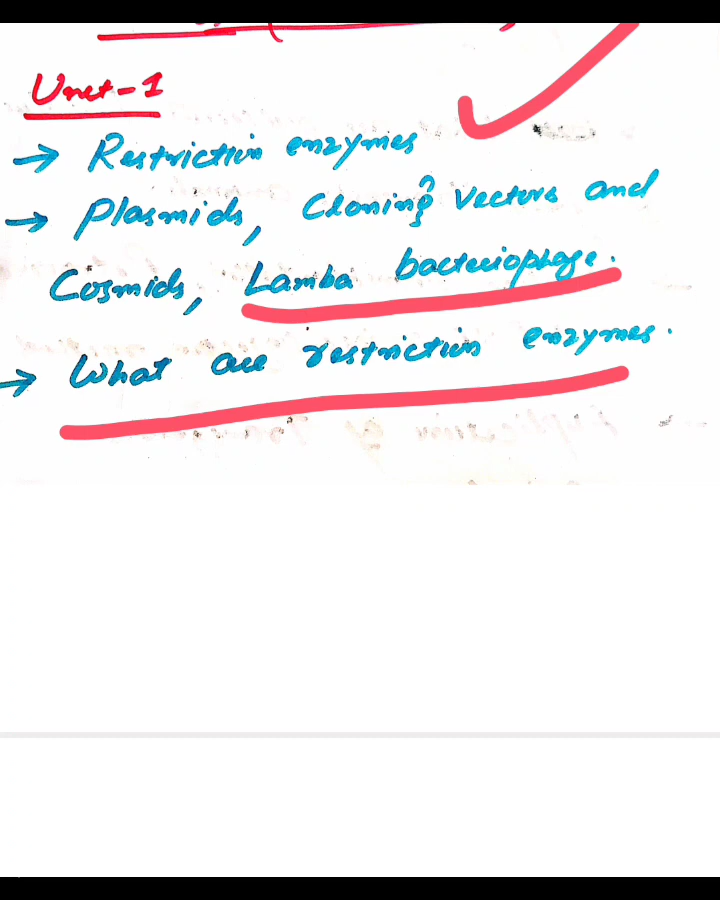 Unit-1
→ Restriction enzymes
→ Plasmids, Cloning Vectors and
Cosmids, Lamba bacteriophage.
→ What are restriction enzymes.